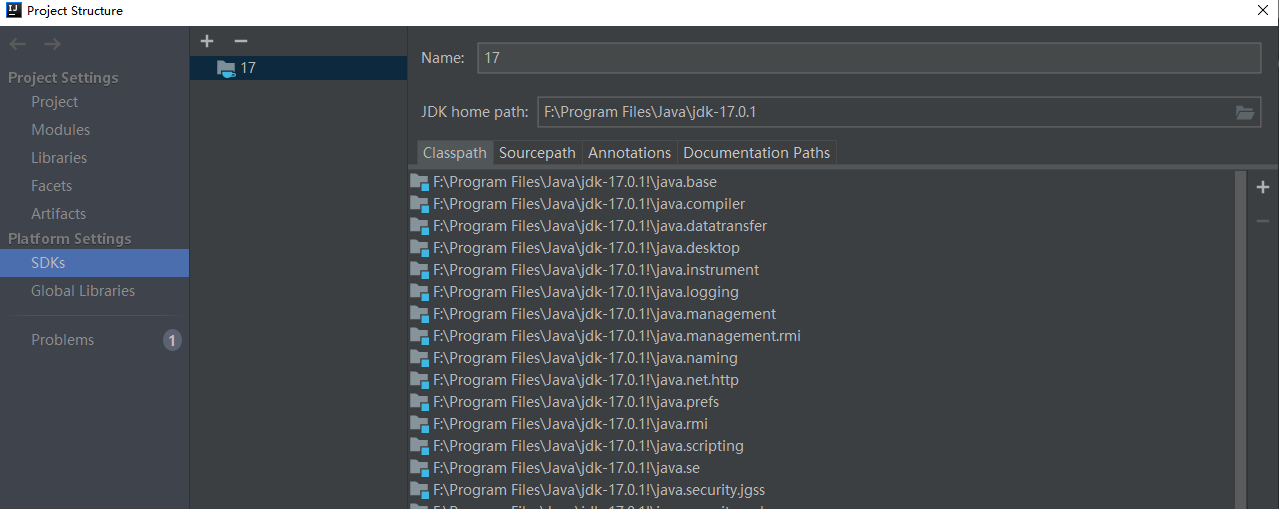 Project Structure
Project Settings
Project
Modules
Libraries
Facets
Artifacts
Platform Settings
SDKs
Global Libraries
Problems
1
17
Name:
17
JDK home path:
F:\Program Files\Java\jdk-17.0.1
Classpath Sourcepath Annotations Documentation Paths
F:\Program Files\Java\jdk-17.0.1!\java.base
F:\Program Files\Java\jdk-17.0.1!\java.compiler
F:\Program Files\Java\jdk-17.0.1!\java.datatransfer
F:\Program Files\Java\jdk-17.0.1!\java.desktop
F:\Program Files\Java\jdk-17.0.1!\java.instrument
F:\Program Files\Java\jdk-17.0.1!\java.logging
F:\Program Files\Java\jdk-17.0.1!\java.management
F:\Program Files\Java\jdk-17.0.1!\java.management.rmi
F:\Program Files\Java\jdk-17.0.1!\java.naming
F:\Program Files\Java\jdk-17.0.1!\java.net.http
F:\Program Files\Java\jdk-17.0.1!\java.prefs
F:\Program Files\Java\jdk-17.0.1!\java.rmi
F:\Program Files\Java\jdk-17.0.1!\java.scripting
F:\Program Files\Java\jdk-17.0.1!\java.se
F:\Program Files\Java\jdk-17.0.1!\java.security.jgss